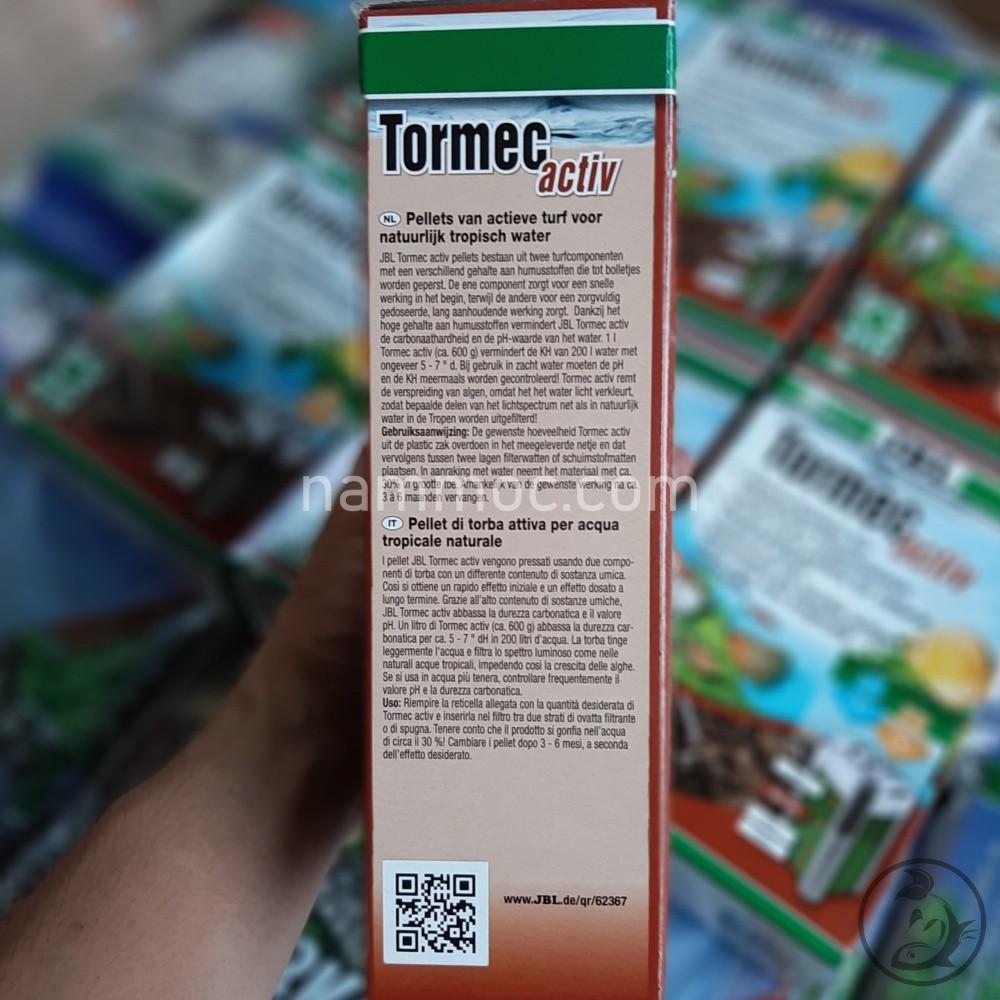 Tormec
activ
NL Pellets van actieve turf voor
natuurlijk tropisch water
JBL Tormec activ pellets bestaan uit twee turfcomponenten
met een verschillend gehalte aan humusstoffen die tot bolletjes
worden geperst. De ene component zorgt voor een snelle
werking in het begin, terwijl de andere voor een zorgvuldig
gedoseerde, lang aanhoudende werking zorgt. Dankzij het
hoge gehalte aan humusstoffen vermindert JBL Tormec activ
de carbonaathardheid en de pH-waarde van het water. 1 l
Tormec activ (ca. 600 g) vermindert de KH van 200 l water met
ongeveer 5 - 7 ° d. Bij gebruik in zacht water moeten de pH
en de KH meermaals worden gecontroleerd! Tormec activ remt
de verspreiding van algen, omdat het het water licht verkleurt,
zodat bepaalde delen van het lichtspectrum net als in natuurlijk
water in de Tropen worden uitgefilterd!
Gebruiksaanwijzing: De gewenste hoeveelheid Tormec activ
uit de plastic zak overdoen in het meegeleverde netje en dat
vervolgens tussen twee lagen filterwatten of schuimstofmatten
plaatsen. In aanraking met water neemt het materiaal met ca.
30% in grootte toe. Afhankelijk van de gewenste werking na ca.
3 à 6 maanden vervangen.
nammoc.com
IT Pellet di torba attiva per acqua
tropicale naturale
I pellet JBL Tormec activ vengono pressati usando due compo-
nenti di torba con un differente contenuto di sostanza umica.
Così si ottiene un rapido effetto iniziale e un effetto dosato a
lungo termine. Grazie all'alto contenuto di sostanze umiche,
JBL Tormec activ abbassa la durezza carbonatica e il valore
pH. Un litro di Tormec activ (ca. 600 g) abbassa la durezza car-
bonatica per ca. 5 - 7 ° dH in 200 litri d'acqua. La torba tinge
leggermente l'acqua e filtra lo spettro luminoso come nelle
naturali acque tropicali, impedendo così la crescita delle alghe.
Se si usa in acqua più tenera, controllare frequentemente il
valore pH e la durezza carbonatica.
Uso: Riempire la reticella allegata con la quantità desiderata di
Tormec activ e inserirla nel filtro tra due strati di ovatta filtrante
o di spugna. Tenere conto che il prodotto si gonfia nell'acqua
di circa il 30 %! Cambiare i pellet dopo 3 - 6 mesi, a seconda
dell'effetto desiderato.
www.JBL.de/qr/62367
Tormec
activ